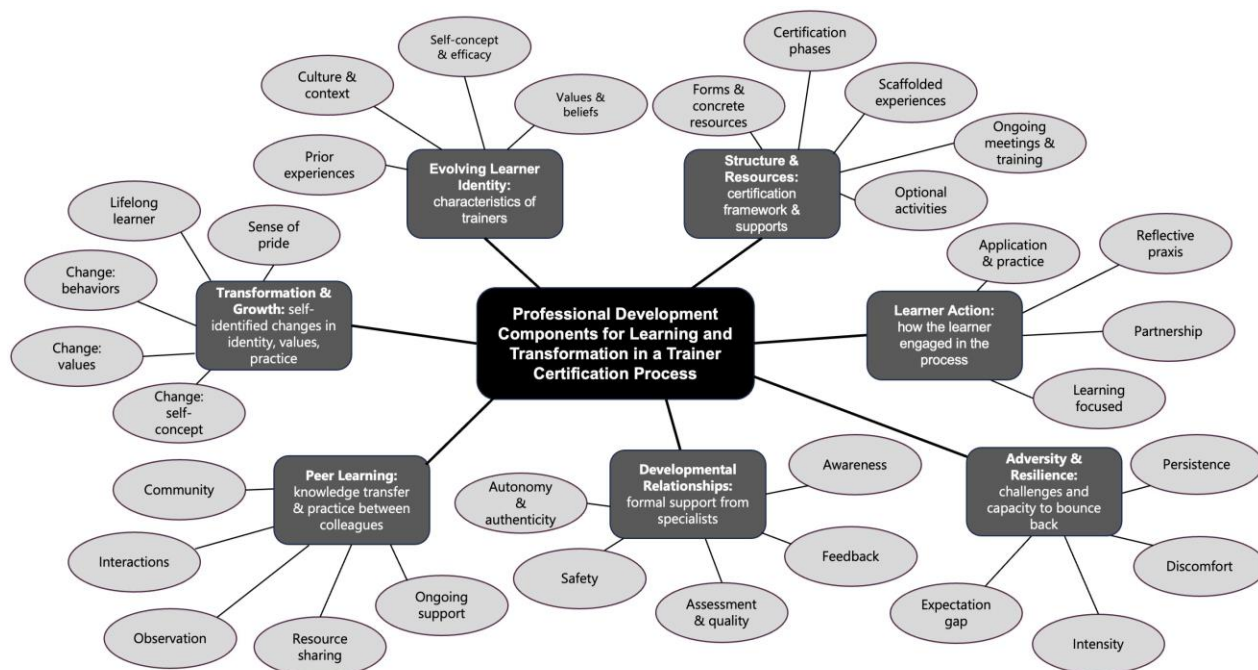 Certification
phases
Self-concept
& efficacy
Culture &
context
Forms &
concrete
resources
Scaffolded
experiences
Values &
beliefs
Ongoing
meetings &
training
Prior
experiences
Evolving Learner
Identity:
characteristics of
trainers
Structure &
Resources:
certification
framework &
supports
Optional
activities
Lifelong
learner
Sense of
pride
Application
& practice
Reflective
praxis
Change:
behaviors
Transformation &
Growth: self-
identified changes in
identity, values,
practice
Professional Development
Components for Learning and
Transformation in a Trainer
Certification Process
Learner Action:
how the learner
engaged in the
process
Partnership
Change:
values
Change:
self-
concept
Learning
focused
Peer Learning:
knowledge transfer
& practice between
colleagues
Developmental
Relationships:
formal support from
specialists
Adversity &
Resilience:
challenges and
capacity to bounce
back
Community
Interactions
Observation
Resource
sharing
Ongoing
support
Autonomy
&
authenticity
Safety
Assessment
& quality
Feedback
Awareness
Persistence
Discomfort
Expectation
gap
Intensity